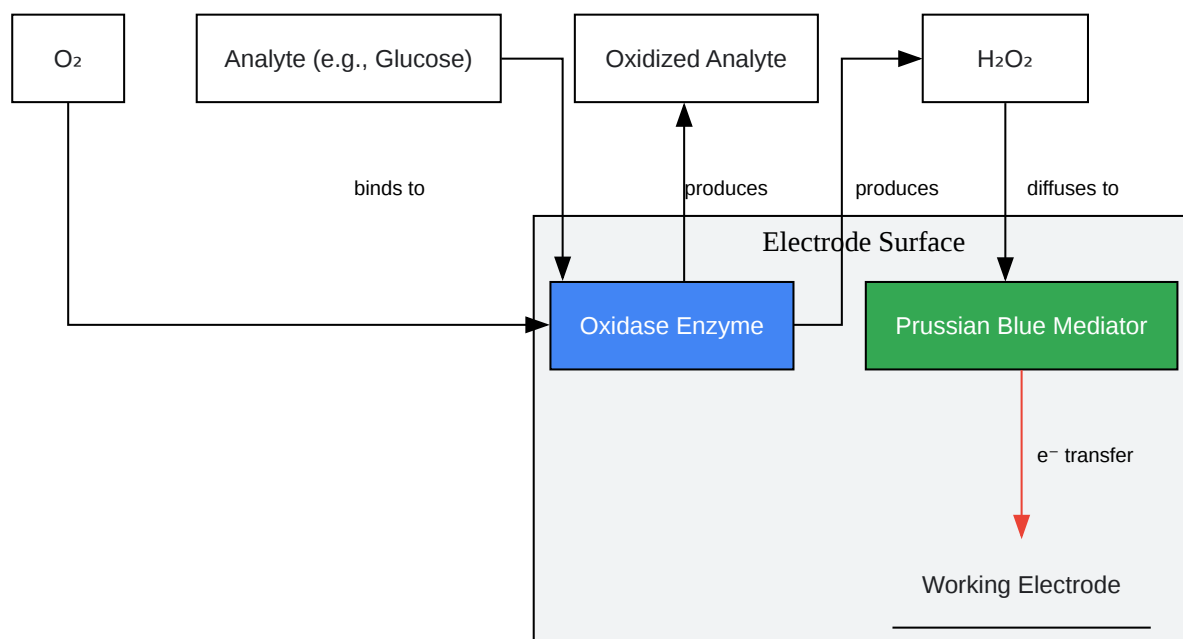 O₂
Analyte (e.g., Glucose)
Oxidized Analyte
H₂O₂
binds to
produces
produces
diffuses to
Electrode Surface
Oxidase Enzyme
Prussian Blue Mediator
e⁻ transfer
Working Electrode